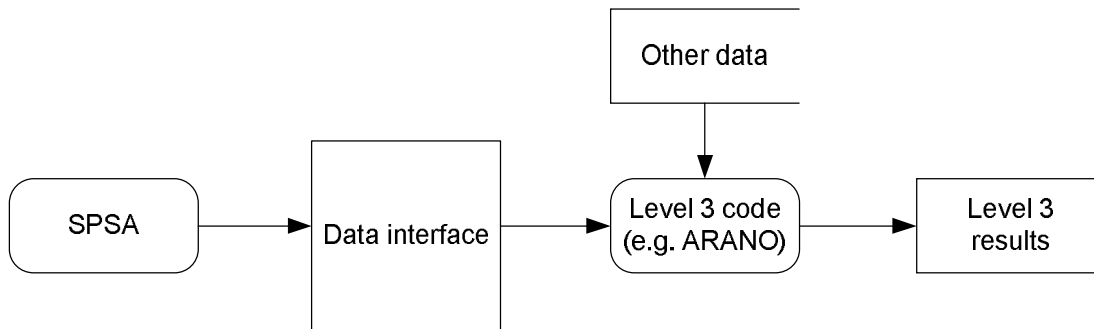 Other data
SPSA
Data interface
Level 3 code
(e.g. ARANO)
Level 3
results